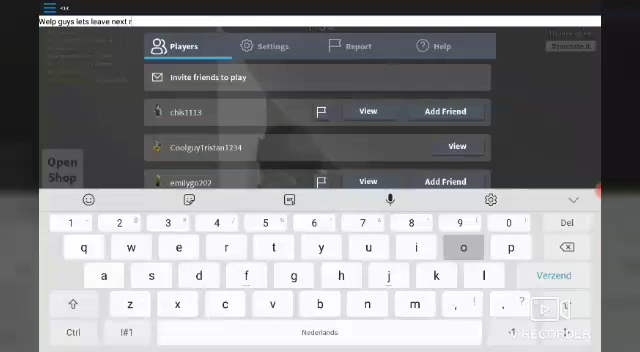 Welp guys lets leave next r
Players
Settings
Report
Help
Invite friends to play
chis1113
View
Add Friend
CoolguyTristan1234
View
emilygo202
View
Add Friend
Open
Shop
1 2 3 4 5 6 7 8 9 0 Del
q w e r t y u i o p
a s d f g h j k l Verzend
z x c v b n m , ! . ?
Ctrl !#1 Nederlands
RECORDER